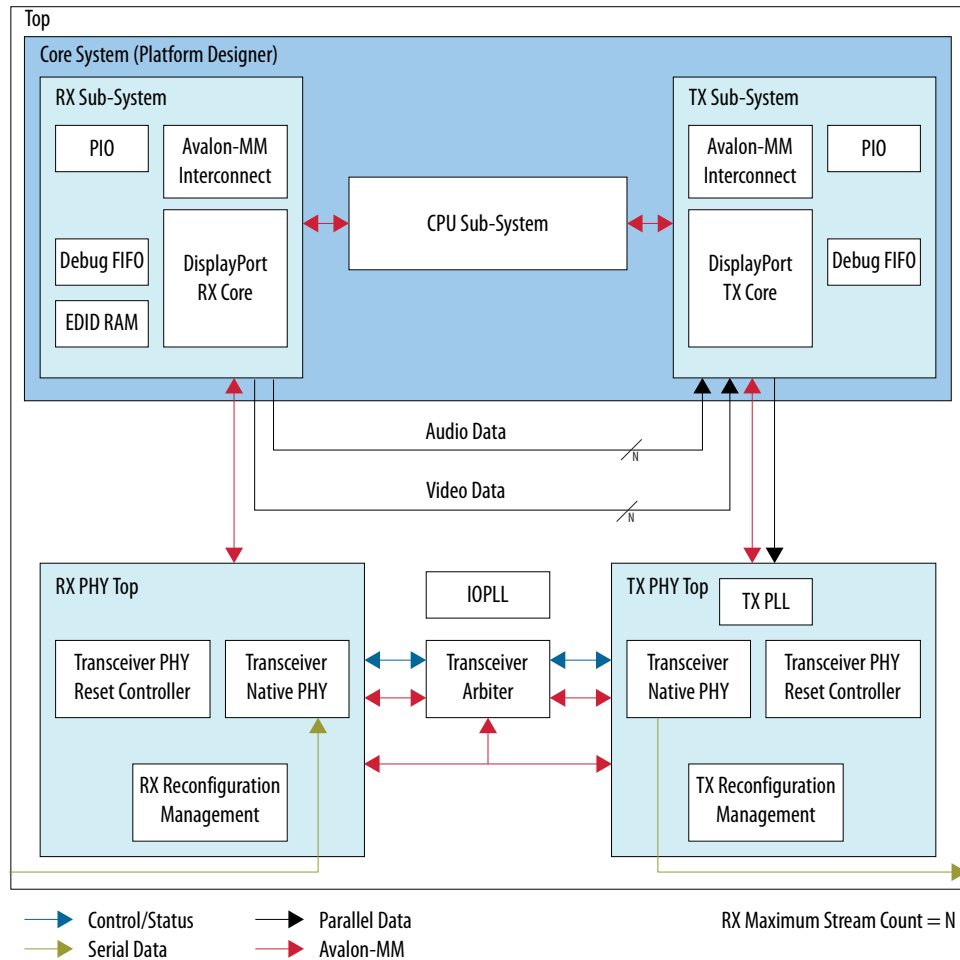 Top
Core System (Platform Designer)
RX Sub-System
PIO
Avalon-MM
Interconnect
Debug FIFO
EDID RAM
DisplayPort
RX Core
CPU Sub-System
TX Sub-System
Avalon-MM
Interconnect
PIO
DisplayPort
TX Core
Debug FIFO
Audio Data
N
Video Data
N
RX PHY Top
Transceiver PHY
Reset Controller
Transceiver
Native PHY
RX Reconfiguration
Management
IOPLL
Transceiver
Arbiter
TX PHY Top
TX PLL
Transceiver
Native PHY
Transceiver PHY
Reset Controller
TX Reconfiguration
Management
Control/Status
Parallel Data
RX Maximum Stream Count = N
Serial Data
Avalon-MM